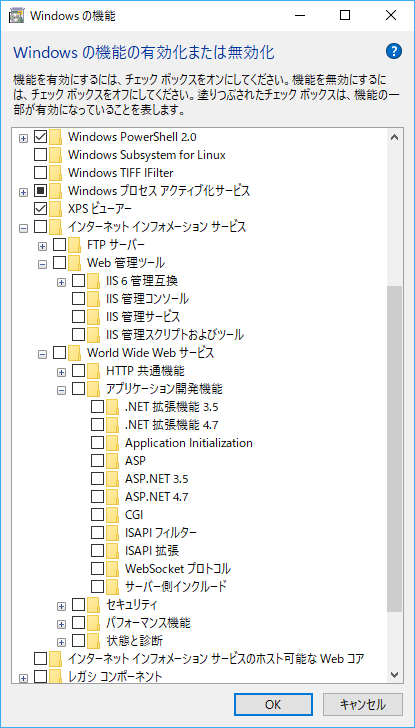 Windows の機能
Windows の機能の有効化または無効化
機能を有効にするには、チェック ボックスをオンにしてください。機能を無効にするに
は、チェック ボックスをオフにしてください。塗りつぶされたチェック ボックスは、機能の一
部が有効になっていることを表します。
Windows PowerShell 2.0
Windows Subsystem for Linux
Windows TIFF IFilter
Windows プロセス アクティブ化サービス
XPS ビューアー
インターネット インフォメーション サービス
FTP サーバー
Web 管理ツール
IIS 6 管理互換
IIS 管理コンソール
IIS 管理サービス
IIS 管理スクリプトおよびツール
World Wide Web サービス
HTTP 共通機能
アプリケーション開発機能
.NET 拡張機能 3.5
.NET 拡張機能 4.7
Application Initialization
ASP
ASP.NET 3.5
ASP.NET 4.7
CGI
ISAPI フィルター
ISAPI 拡張
WebSocket プロトコル
サーバー側インクルード
セキュリティ
パフォーマンス機能
状態と診断
インターネット インフォメーション サービスのホスト可能な Web コア
レガシ コンポーネント
OK
キャンセル